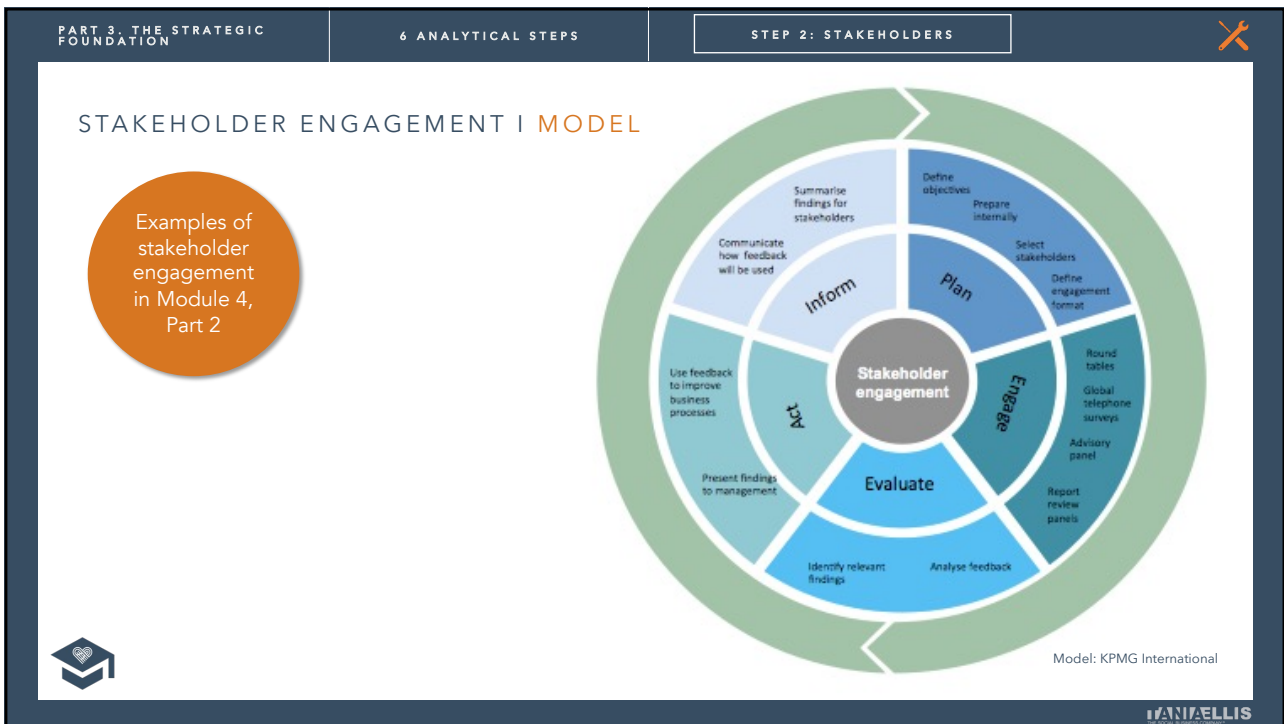 PART 3. THE STRATEGIC
FOUNDATION
6 ANALYTICAL STEPS
STEP 2: STAKEHOLDERS
STAKEHOLDER ENGAGEMENT I MODEL
Examples of
stakeholder
engagement
in Module 4,
Part 2
Define
objectives
Prepare
internally
Select
stakeholders
Define
engagement
format
Plan
Round
tables
Global
telephone
surveys
Advisory
panel
Report
review
panels
Engage
Evaluate
Identify relevant
findings
Analyse feedback
Act
Use feedback
to improve
business
processes
Present findings
to management
Inform
Summarise
findings for
stakeholders
Communicate
how feedback
will be used
Stakeholder
engagement
Model: KPMG International
TANIAELLIS
THE SOCIAL BUSINESS COMPANY